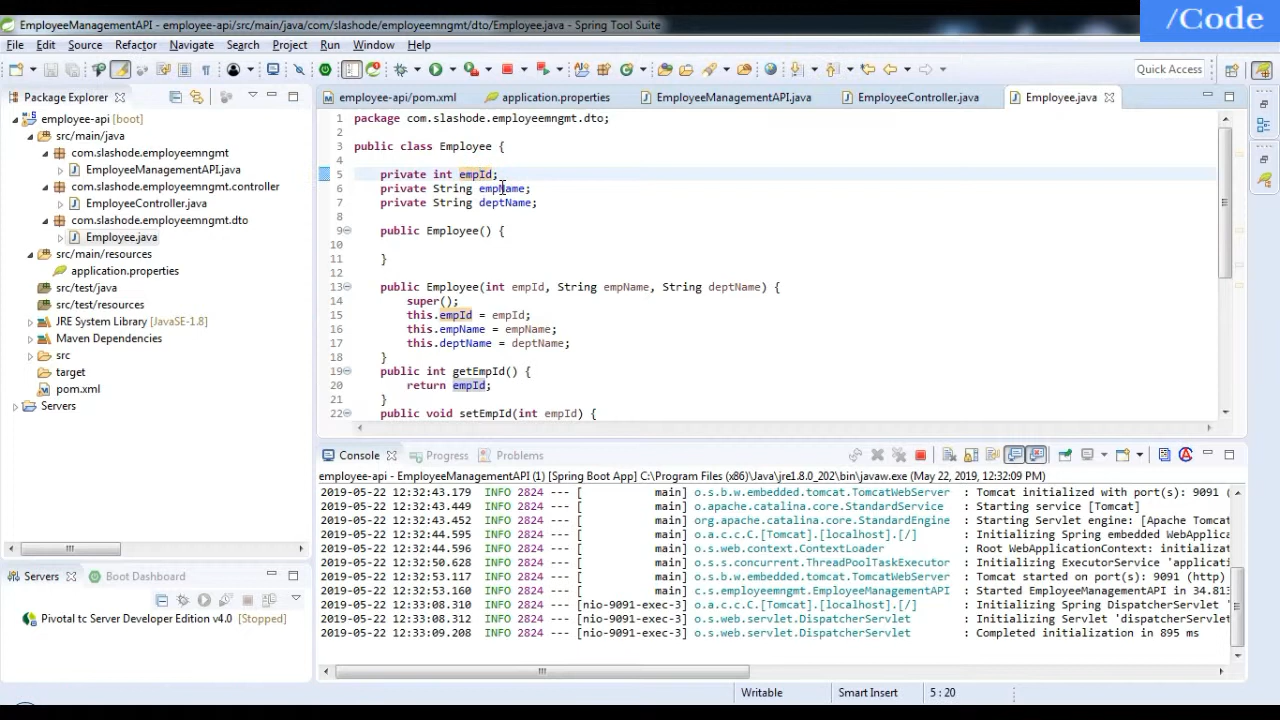 EmployeeManagementAPI - employee-api/src/main/java/com/slashode/employeemngmt/dto/Employee.java - Spring Tool Suite
/Code
File Edit Source Refactor Navigate Search Project Run Window Help
Quick Access
Package Explorer
employee-api/pom.xml application.properties EmployeeManagementAPI.java EmployeeController.java Employee.java
employee-api [boot]
src/main/java
com.slashode.employeemngmt
EmployeeManagementAPI.java
com.slashode.employeemngmt.controller
EmployeeController.java
com.slashode.employeemngmt.dto
Employee.java
src/main/resources
application.properties
src/test/java
src/test/resources
JRE System Library [JavaSE-1.8]
Maven Dependencies
src
target
pom.xml
Servers
1 package com.slashode.employeemngmt.dto;
2
3 public class Employee {
4
5 private int empId;
6 private String empName;
7 private String deptName;
8
9 public Employee() {
10
11 }
12
13 public Employee(int empId, String empName, String deptName) {
14 super();
15 this.empId = empId;
16 this.empName = empName;
17 this.deptName = deptName;
18 }
19 public int getEmpId() {
20 return empId;
21 }
22 public void setEmpId(int empId) {
Console Progress Problems
employee-api - EmployeeManagementAPI (1) [Spring Boot App] C:\Program Files (x86)\Java\jre1.8.0_202\bin\javaw.exe (May 22, 2019, 12:32:09 PM)
2019-05-22 12:32:43.179 INFO 2824 --- [ main] o.s.b.w.embedded.tomcat.TomcatWebServer : Tomcat initialized with port(s): 9091 (
2019-05-22 12:32:43.449 INFO 2824 --- [ main] o.apache.catalina.core.StandardService : Starting service [Tomcat]
2019-05-22 12:32:43.452 INFO 2824 --- [ main] org.apache.catalina.core.StandardEngine : Starting Servlet engine: [Apache Tomcat
2019-05-22 12:32:44.595 INFO 2824 --- [ main] o.a.c.c.C.[Tomcat].[localhost].[/] : Initializing Spring embedded WebApplica
2019-05-22 12:32:44.596 INFO 2824 --- [ main] o.s.web.context.ContextLoader : Root WebApplicationContext: initializat
2019-05-22 12:32:50.628 INFO 2824 --- [ main] o.s.s.concurrent.ThreadPoolTaskExecutor : Initializing ExecutorService 'applicati
2019-05-22 12:32:53.117 INFO 2824 --- [ main] o.s.b.w.embedded.tomcat.TomcatWebServer : Tomcat started on port(s): 9091 (http)
2019-05-22 12:32:53.160 INFO 2824 --- [ main] c.s.employeemngmt.EmployeeManagementAPI : Started EmployeeManagementAPI in 34.813
2019-05-22 12:33:08.310 INFO 2824 --- [nio-9091-exec-3] o.a.c.c.C.[Tomcat].[localhost].[/] : Initializing Spring DispatcherServlet '
2019-05-22 12:33:08.312 INFO 2824 --- [nio-9091-exec-3] o.s.web.servlet.DispatcherServlet : Initializing Servlet 'dispatcherServlet
2019-05-22 12:33:09.208 INFO 2824 --- [nio-9091-exec-3] o.s.web.servlet.DispatcherServlet : Completed initialization in 895 ms
Servers Boot Dashboard
Pivotal tc Server Developer Edition v4.0 [Stopped]
Writable Smart Insert 5 : 20